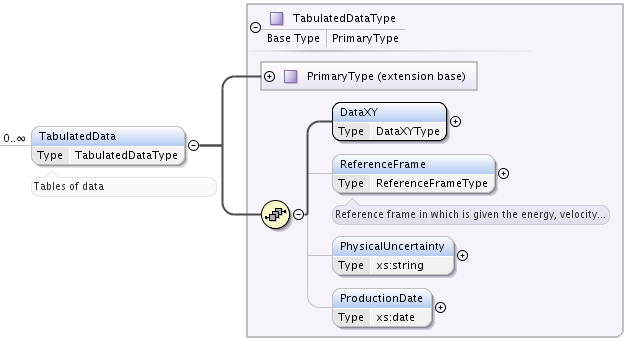 TabulatedDataType
Base Type PrimaryType
PrimaryType (extension base)
0..∞
TabulatedData
Type TabulatedDataType
Tables of data
DataXY
Type DataXYType
ReferenceFrame
Type ReferenceFrameType
Reference frame in which is given the energy, velocity...
PhysicalUncertainty
Type xs:string
ProductionDate
Type xs:date